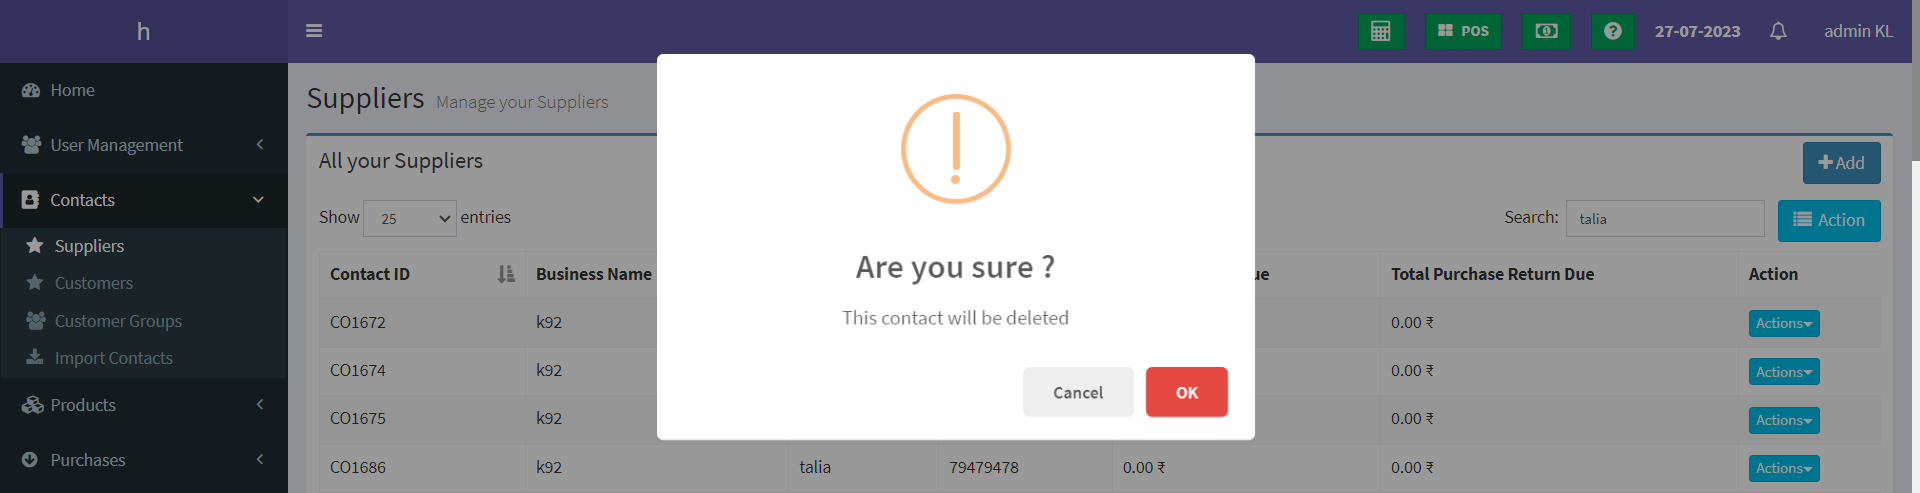 h
POS
27-07-2023
admin KL
Home
User Management
Contacts
Suppliers
Customers
Customer Groups
Import Contacts
Products
Purchases
Suppliers Manage your Suppliers
All your Suppliers
Add
Show 25 entries
Search: talia
Action
Contact ID Business Name ue Total Purchase Return Due Action
CO1672 k92 0.00 ₹ Actions
CO1674 k92 0.00 ₹ Actions
CO1675 k92 0.00 ₹ Actions
CO1686 k92 talia 79479478 0.00 ₹ 0.00 ₹ Actions
Are you sure ?
This contact will be deleted
Cancel OK